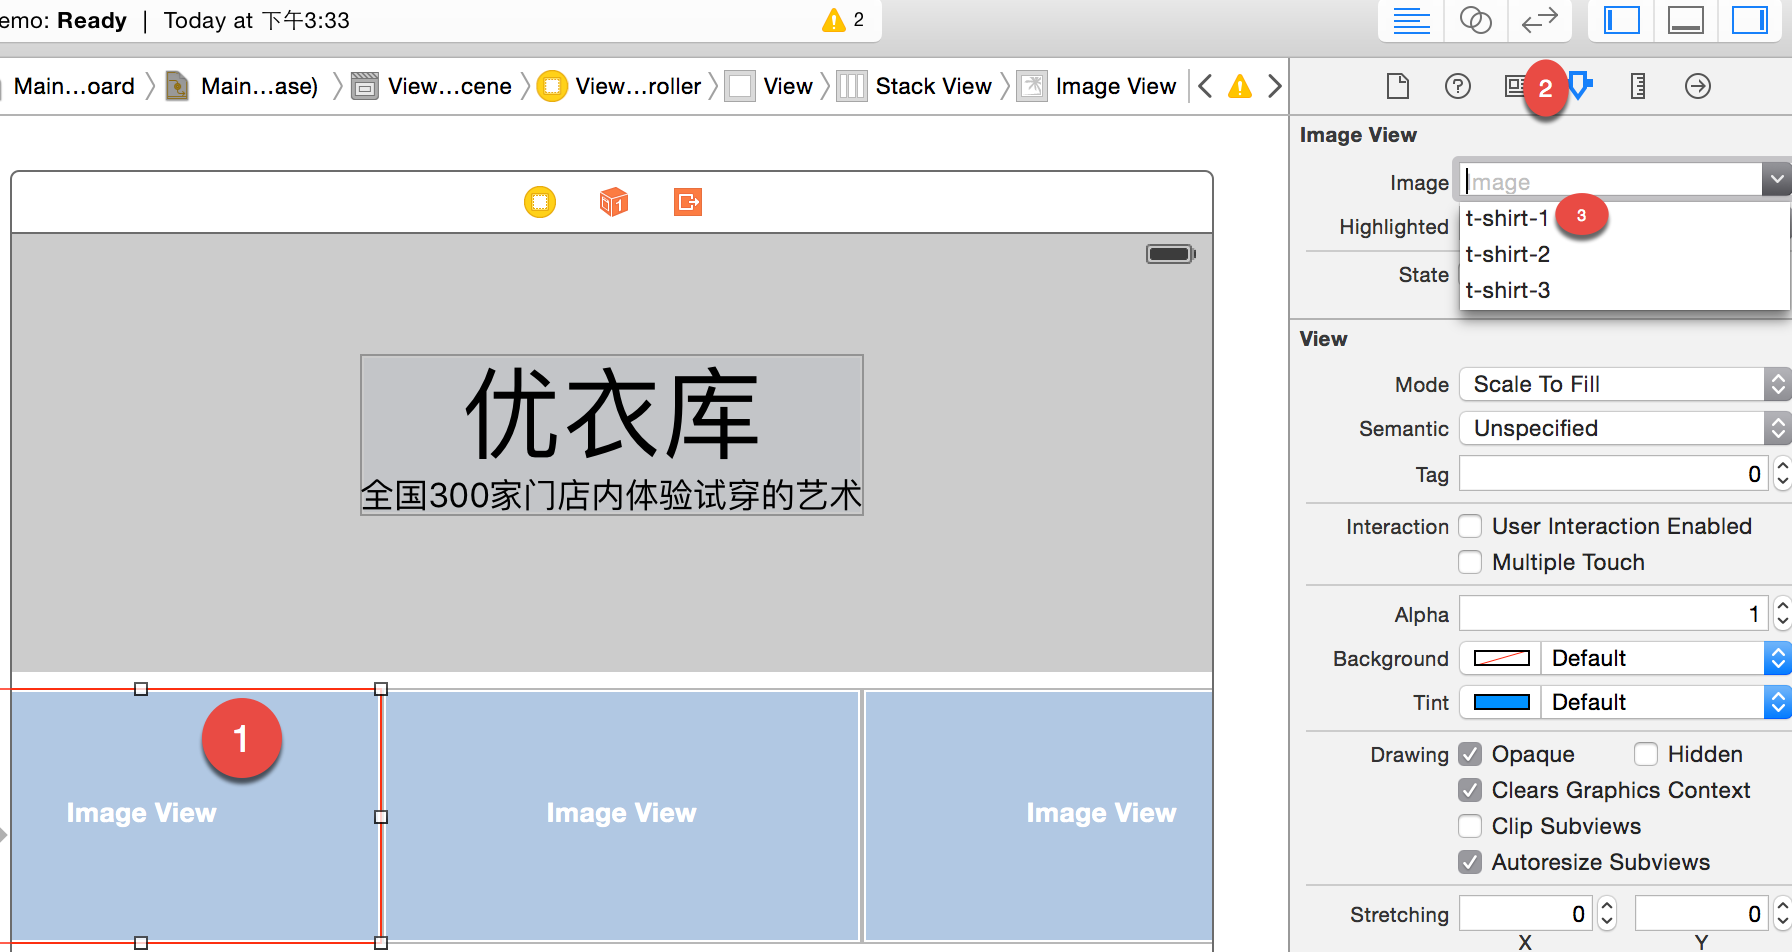 emo: Ready | Today at 下午3:33 2
Main...oard Main...ase) View...cene View...roller View Stack View Image View
2
Image View
Image Image
t-shirt-1 3
Highlighted
t-shirt-2
State
t-shirt-3
View
Mode Scale To Fill
Semantic Unspecified
Tag 0
Interaction User Interaction Enabled
Multiple Touch
Alpha 1
Background Default
Tint Default
Drawing Opaque Hidden
Clears Graphics Context
Clip Subviews
Autoresize Subviews
Stretching 0 0
X Y
优衣库
全国300家门店内体验试穿的艺术
1
Image View Image View Image View